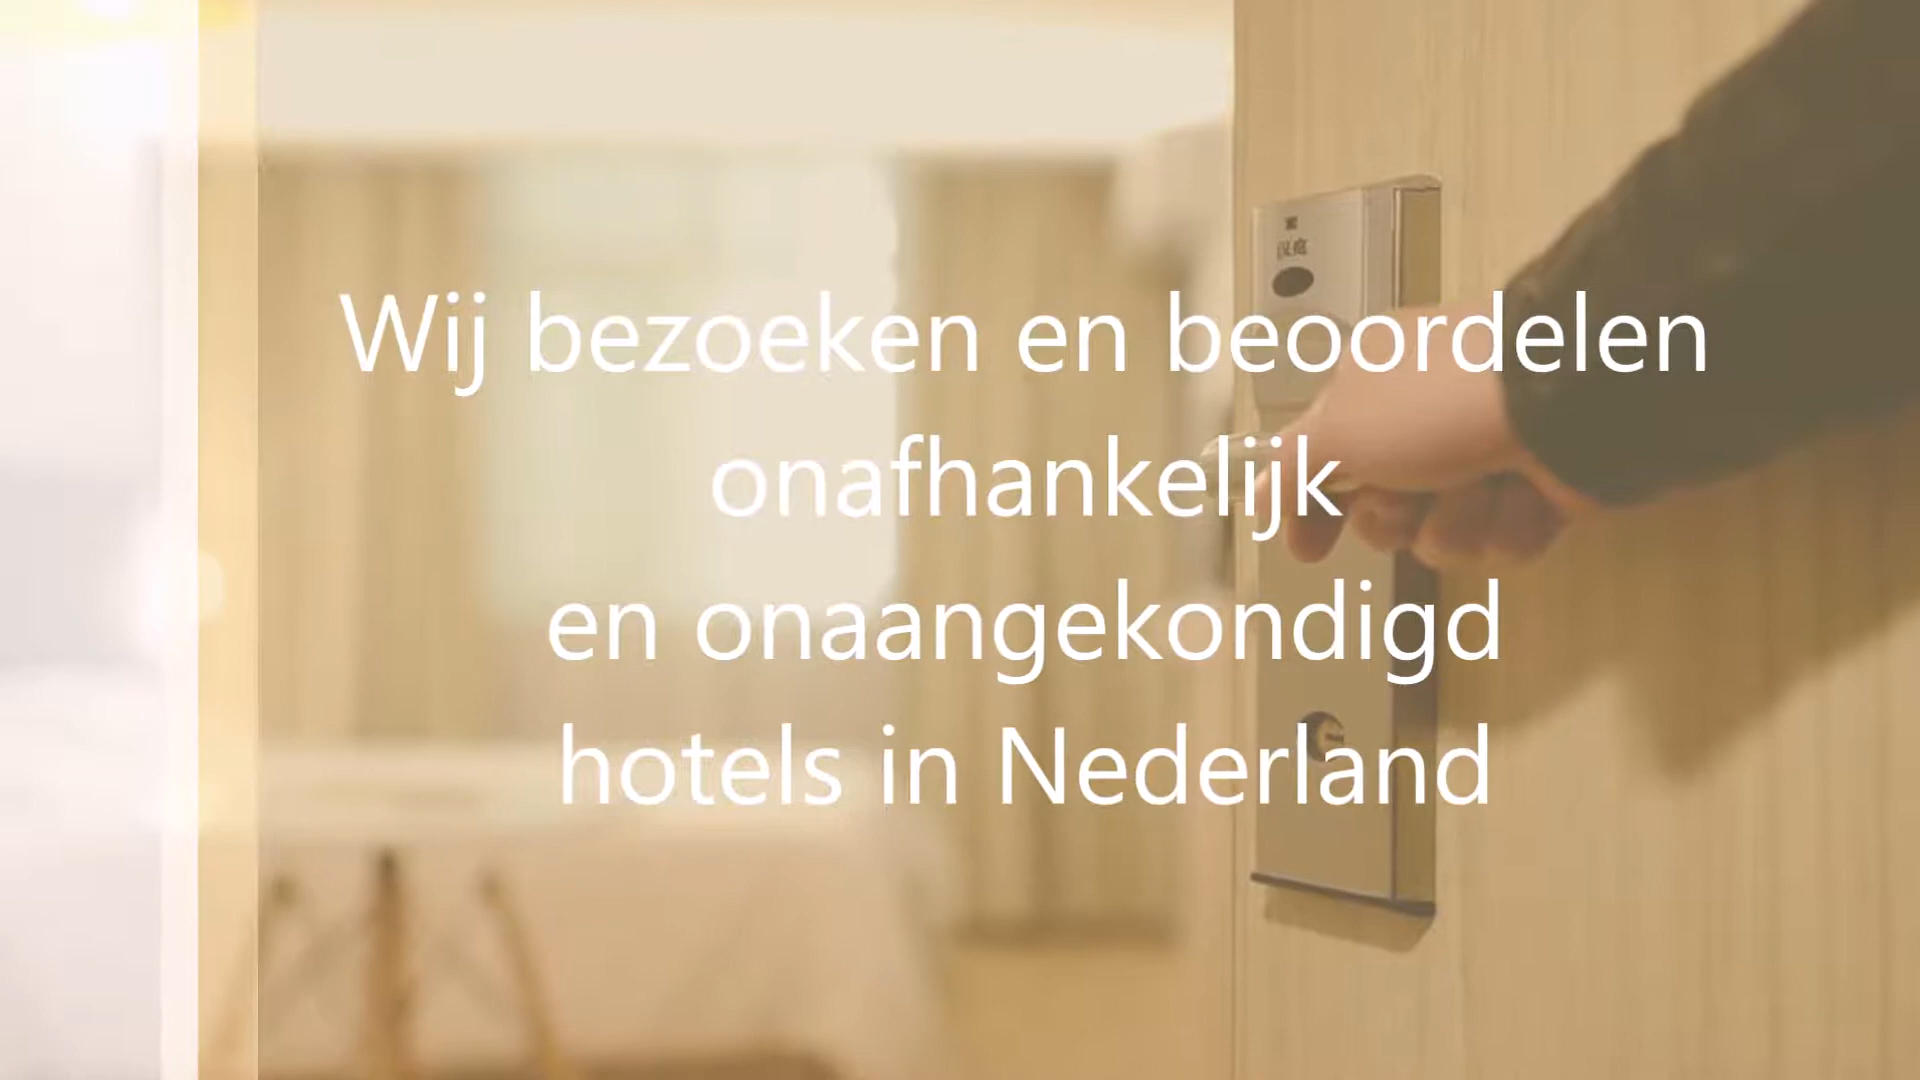 Wij bezoeken en beoordelen
onafhankelijk
en onaangekondigd
hotels in Nederland